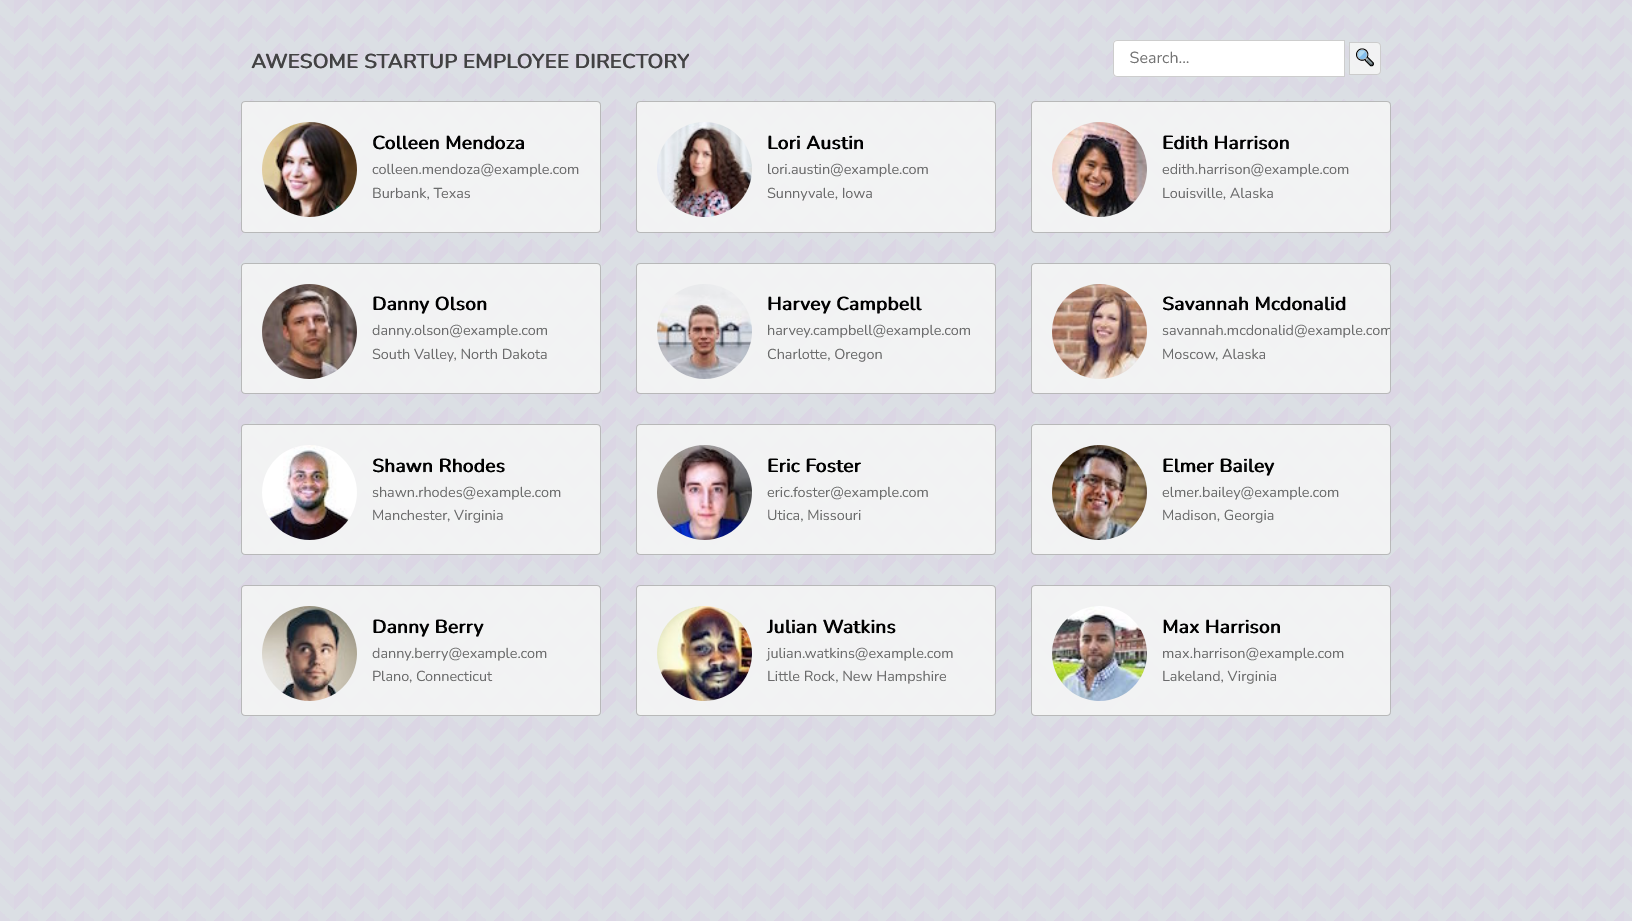 AWESOME STARTUP EMPLOYEE DIRECTORY
Search...
Colleen Mendoza
colleen.mendoza@example.com
Burbank, Texas
Lori Austin
lori.austin@example.com
Sunnyvale, Iowa
Edith Harrison
edith.harrison@example.com
Louisville, Alaska
Danny Olson
danny.olson@example.com
South Valley, North Dakota
Harvey Campbell
harvey.campbell@example.com
Charlotte, Oregon
Savannah Mcdonalid
savannah.mcdonalid@example.com
Moscow, Alaska
Shawn Rhodes
shawn.rhodes@example.com
Manchester, Virginia
Eric Foster
eric.foster@example.com
Utica, Missouri
Elmer Bailey
elmer.bailey@example.com
Madison, Georgia
Danny Berry
danny.berry@example.com
Plano, Connecticut
Julian Watkins
julian.watkins@example.com
Little Rock, New Hampshire
Max Harrison
max.harrison@example.com
Lakeland, Virginia